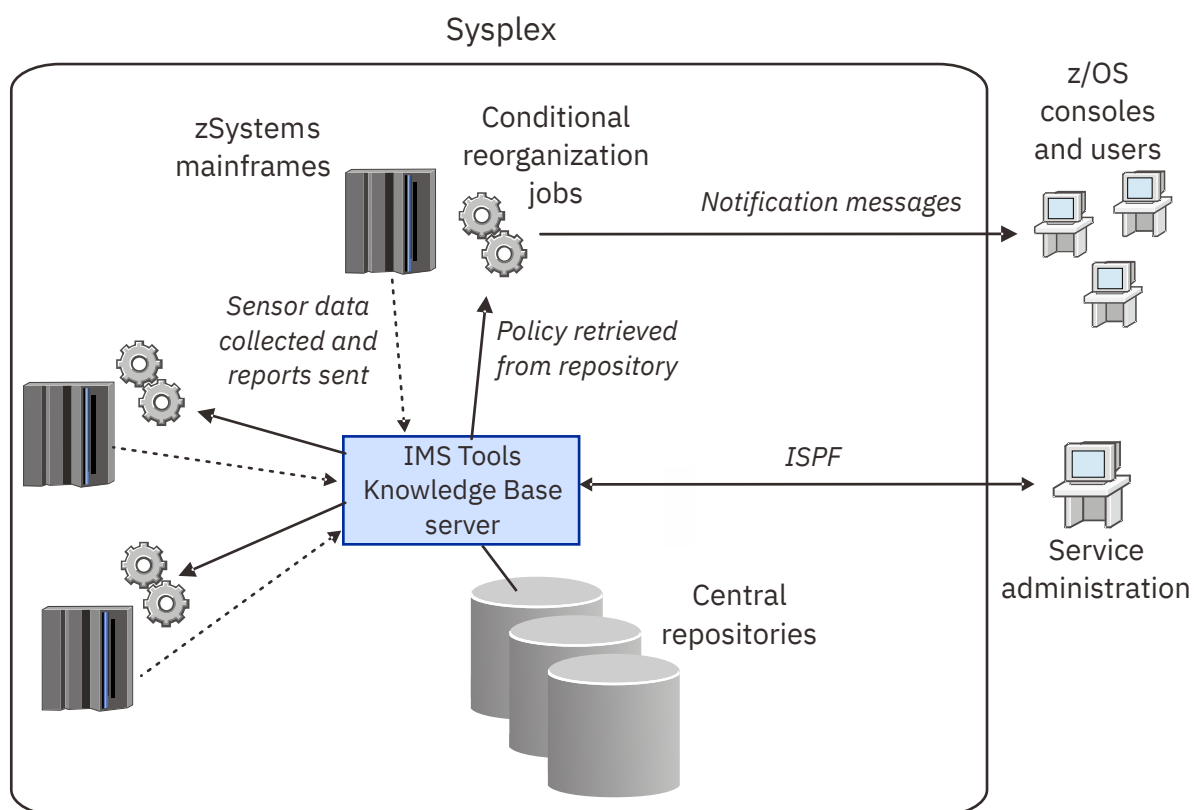 Sysplex
z/OS
consoles
and users
zSystems
mainframes
Conditional
reorganization
jobs
Notification messages
Sensor data
collected and
reports sent
Policy retrieved
from repository
IMS Tools
Knowledge Base
server
ISPF
Service
administration
Central
repositories